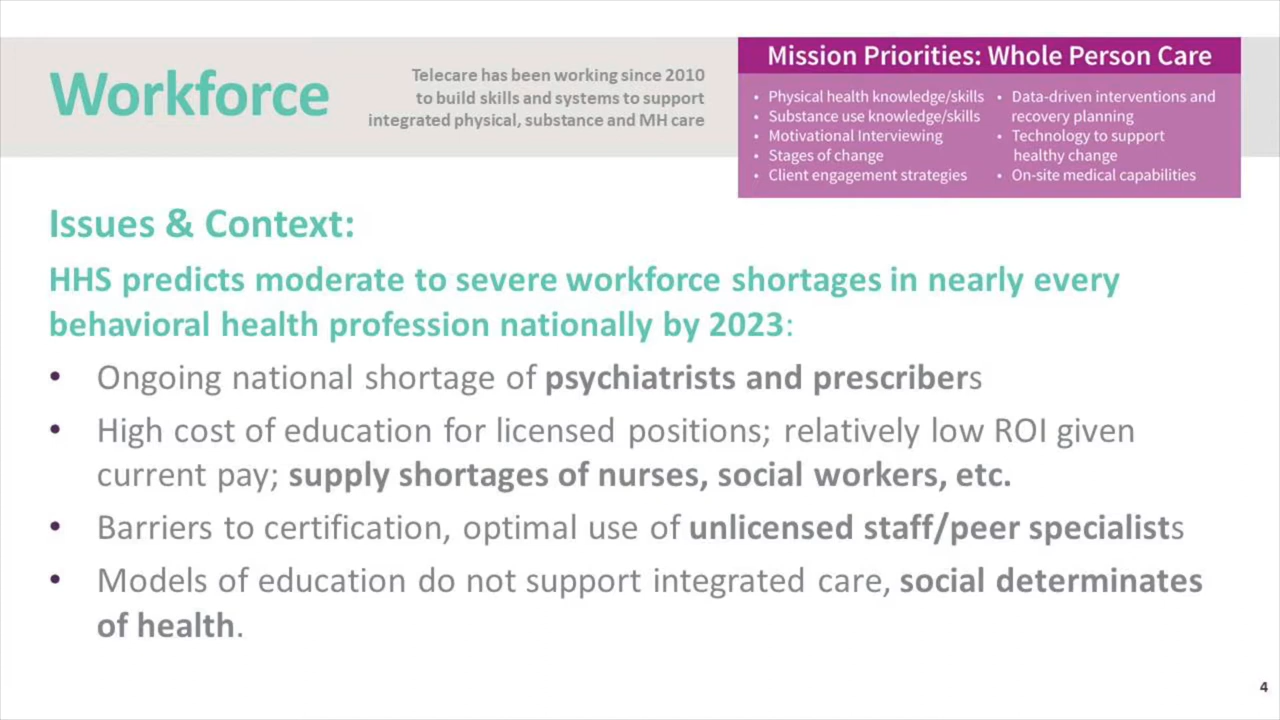 Workforce
Telecare has been working since 2010
to build skills and systems to support
integrated physical, substance and MH care
Mission Priorities: Whole Person Care
• Physical health knowledge/skills
• Substance use knowledge/skills
• Motivational Interviewing
• Stages of change
• Client engagement strategies
• Data-driven interventions and
recovery planning
• Technology to support
healthy change
• On-site medical capabilities
Issues & Context:
HHS predicts moderate to severe workforce shortages in nearly every
behavioral health profession nationally by 2023:
• Ongoing national shortage of psychiatrists and prescribers
• High cost of education for licensed positions; relatively low ROI given
current pay; supply shortages of nurses, social workers, etc.
• Barriers to certification, optimal use of unlicensed staff/peer specialists
• Models of education do not support integrated care, social determinates
of health.
4